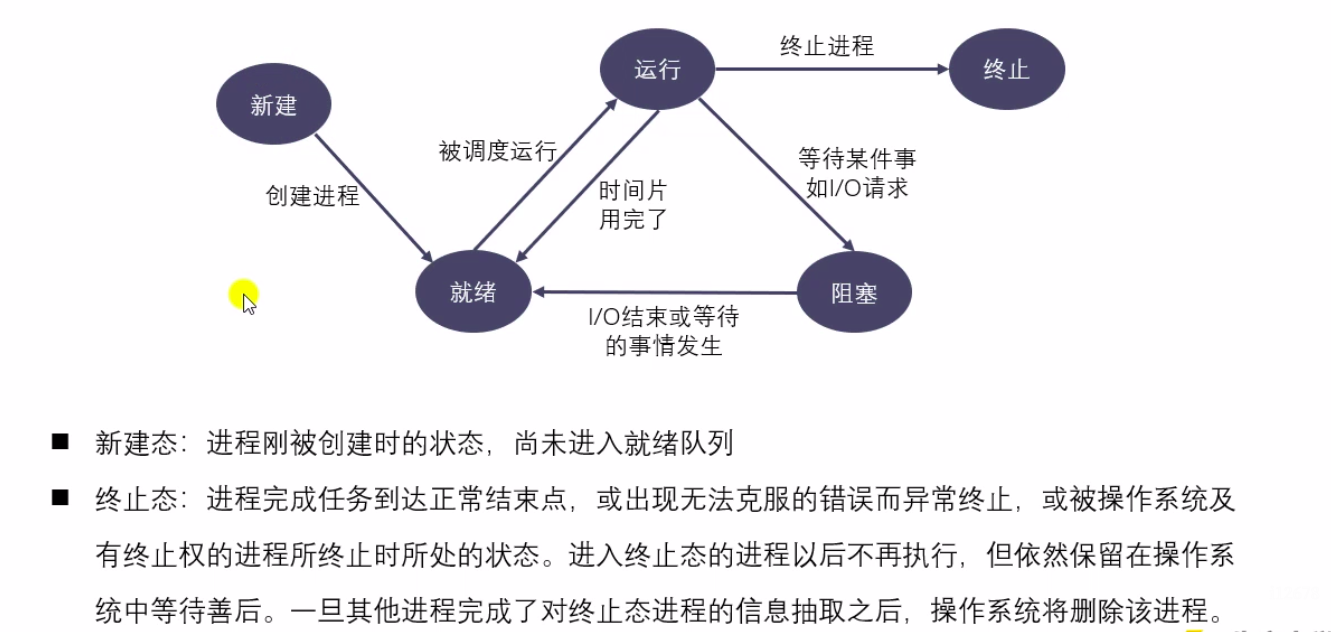 新建
运行
终止
就绪
阻塞
创建进程
被调度运行
时间片
用完了
终止进程
等待某件事
如I/O请求
I/O结束或等待
的事情发生
■ 新建态：进程刚被创建时的状态，尚未进入就绪队列
■ 终止态：进程完成任务到达正常结束点，或出现无法克服的错误而异常终止，或被操作系统及
有终止权的进程所终止时所处的状态。进入终止态的进程以后不再执行，但依然保留在操作系
统中等待善后。一旦其他进程完成了对终止态进程的信息抽取之后，操作系统将删除该进程。